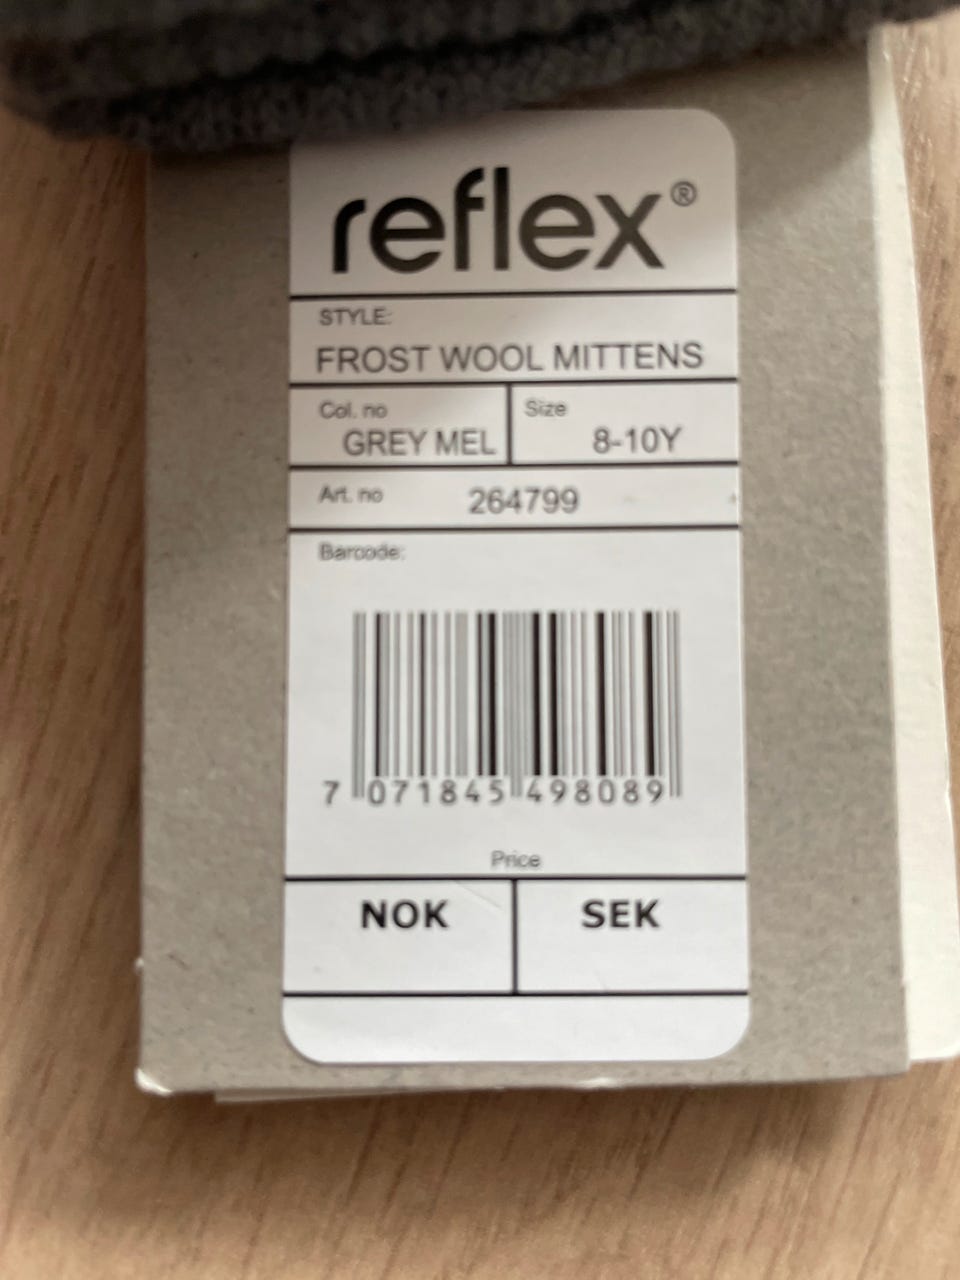 reflex®
STYLE:
FROST WOOL MITTENS
Col. no
GREY MEL
Size
8-10Y
Art. no
264799
Barcode:
7 071845 498089
Price
NOK
SEK